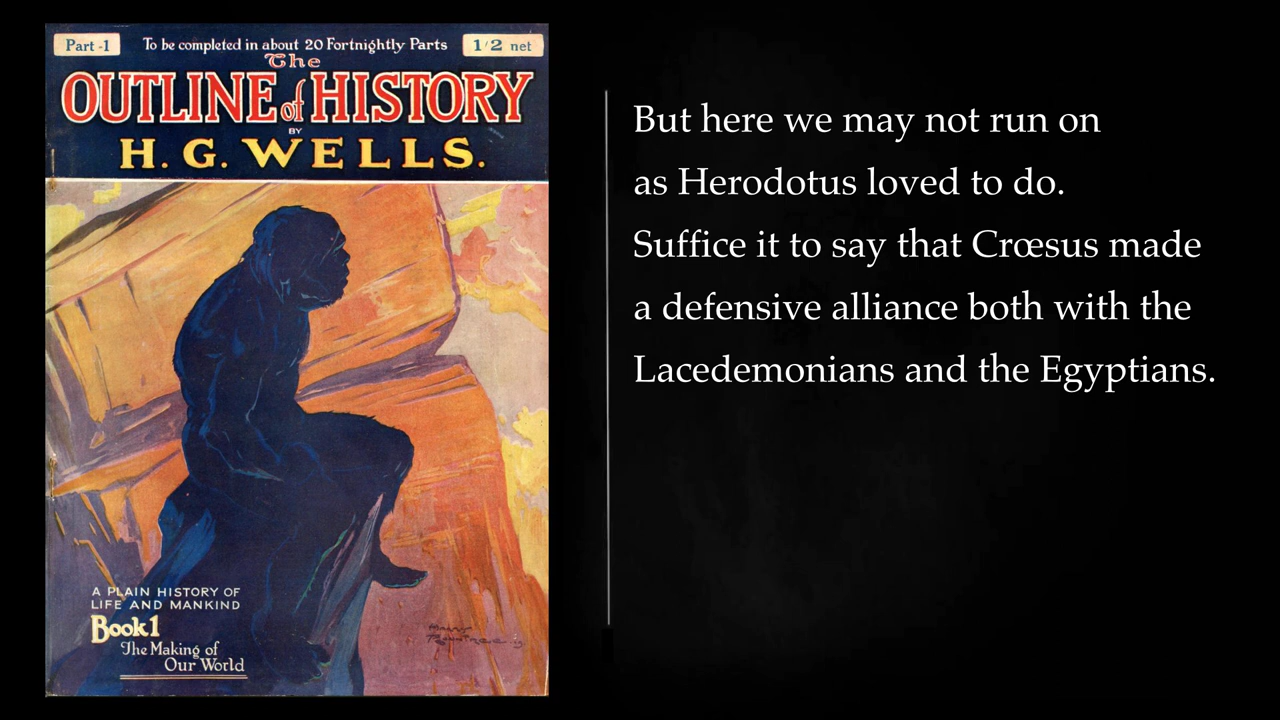 Part -1
To be completed in about 20 Fortnightly Parts
1/2 net
The
OUTLINE of HISTORY
BY
H. G. WELLS.
A PLAIN HISTORY OF
LIFE AND MANKIND
Book 1
The Making of
Our World
But here we may not run on
as Herodotus loved to do.
Suffice it to say that Crœsus made
a defensive alliance both with the
Lacedemonians and the Egyptians.